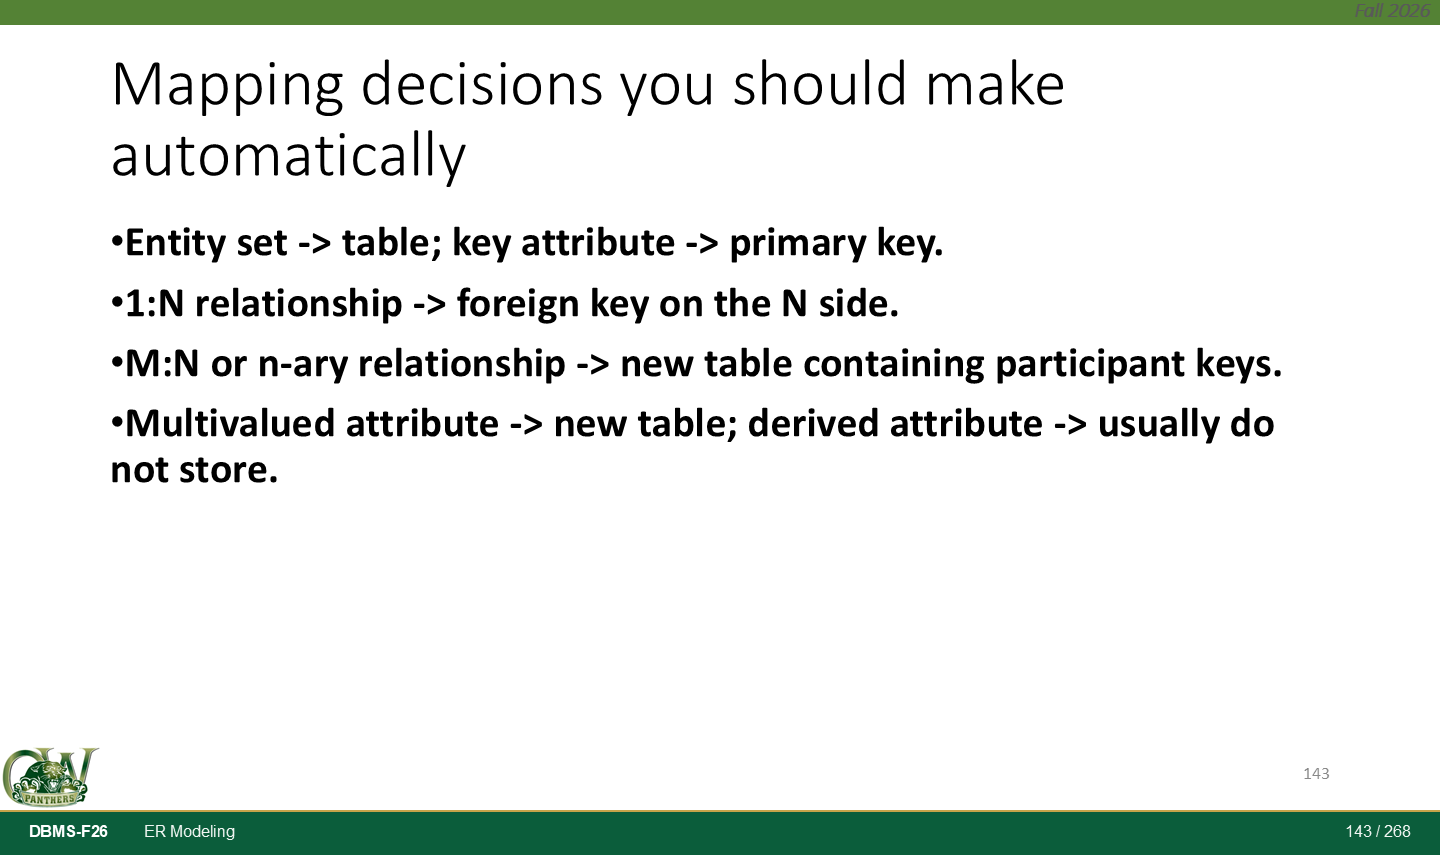 Fall 2026
Mapping decisions you should make
automatically
•Entity set -> table; key attribute -> primary key.
•1:N relationship -> foreign key on the N side.
•M:N or n-ary relationship -> new table containing participant keys.
•Multivalued attribute -> new table; derived attribute -> usually do
not store.
OW
PANTHERS
143
DBMS-F26 ER Modeling 143 / 268